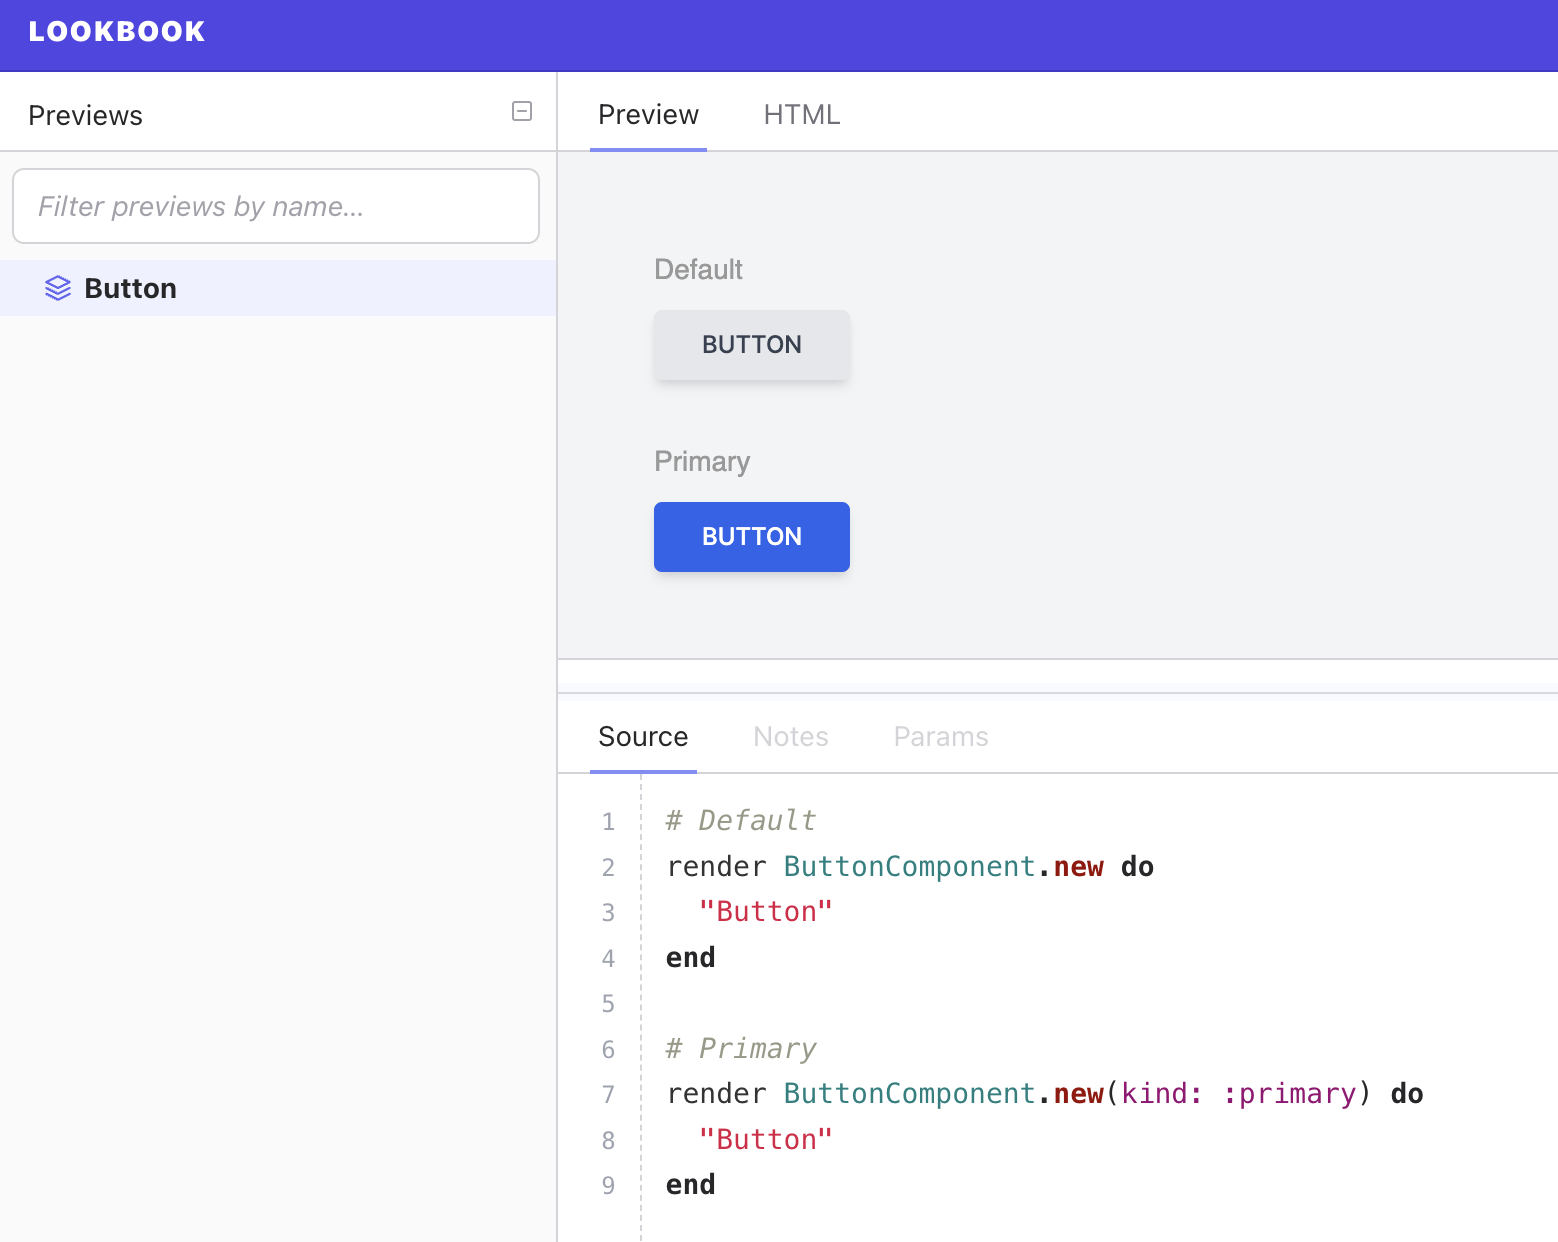 LOOKBOOK
Previews
Filter previews by name...
Button
Preview HTML
Default
BUTTON
Primary
BUTTON
Source Notes Params
1 # Default
2 render ButtonComponent.new do
3   "Button"
4 end
5
6 # Primary
7 render ButtonComponent.new(kind: :primary) do
8   "Button"
9 end